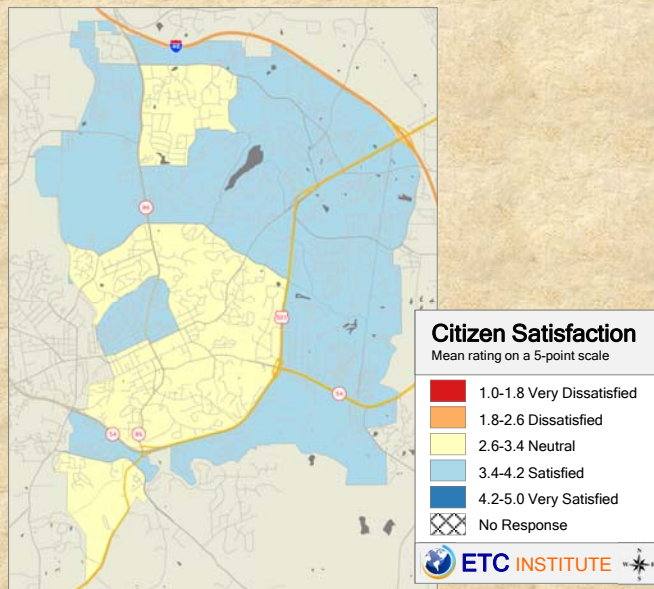 40
86
501
54
54
86
Citizen Satisfaction
Mean rating on a 5-point scale
1.0-1.8 Very Dissatisfied
1.8-2.6 Dissatisfied
2.6-3.4 Neutral
3.4-4.2 Satisfied
4.2-5.0 Very Satisfied
No Response
ETC INSTITUTE
N
W E
S